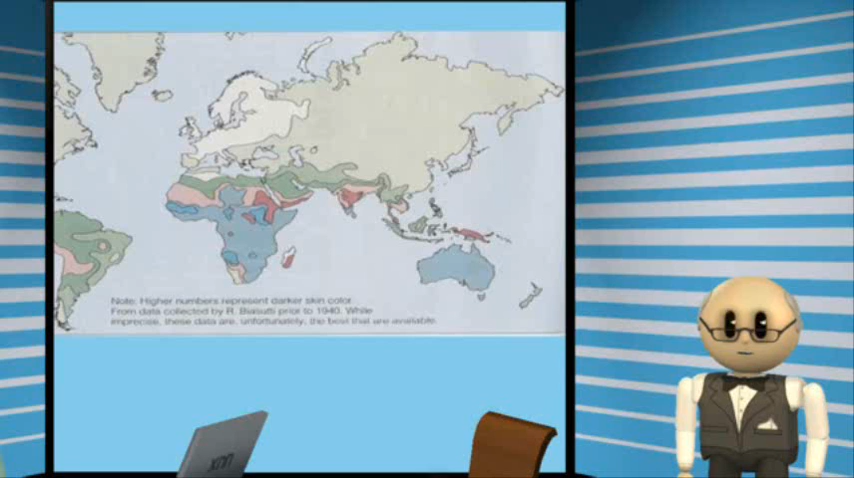 Note: Higher numbers represent darker skin color.
From data collected by R. Biasutti prior to 1940. While
imprecise, these data are, unfortunately, the best that are available.